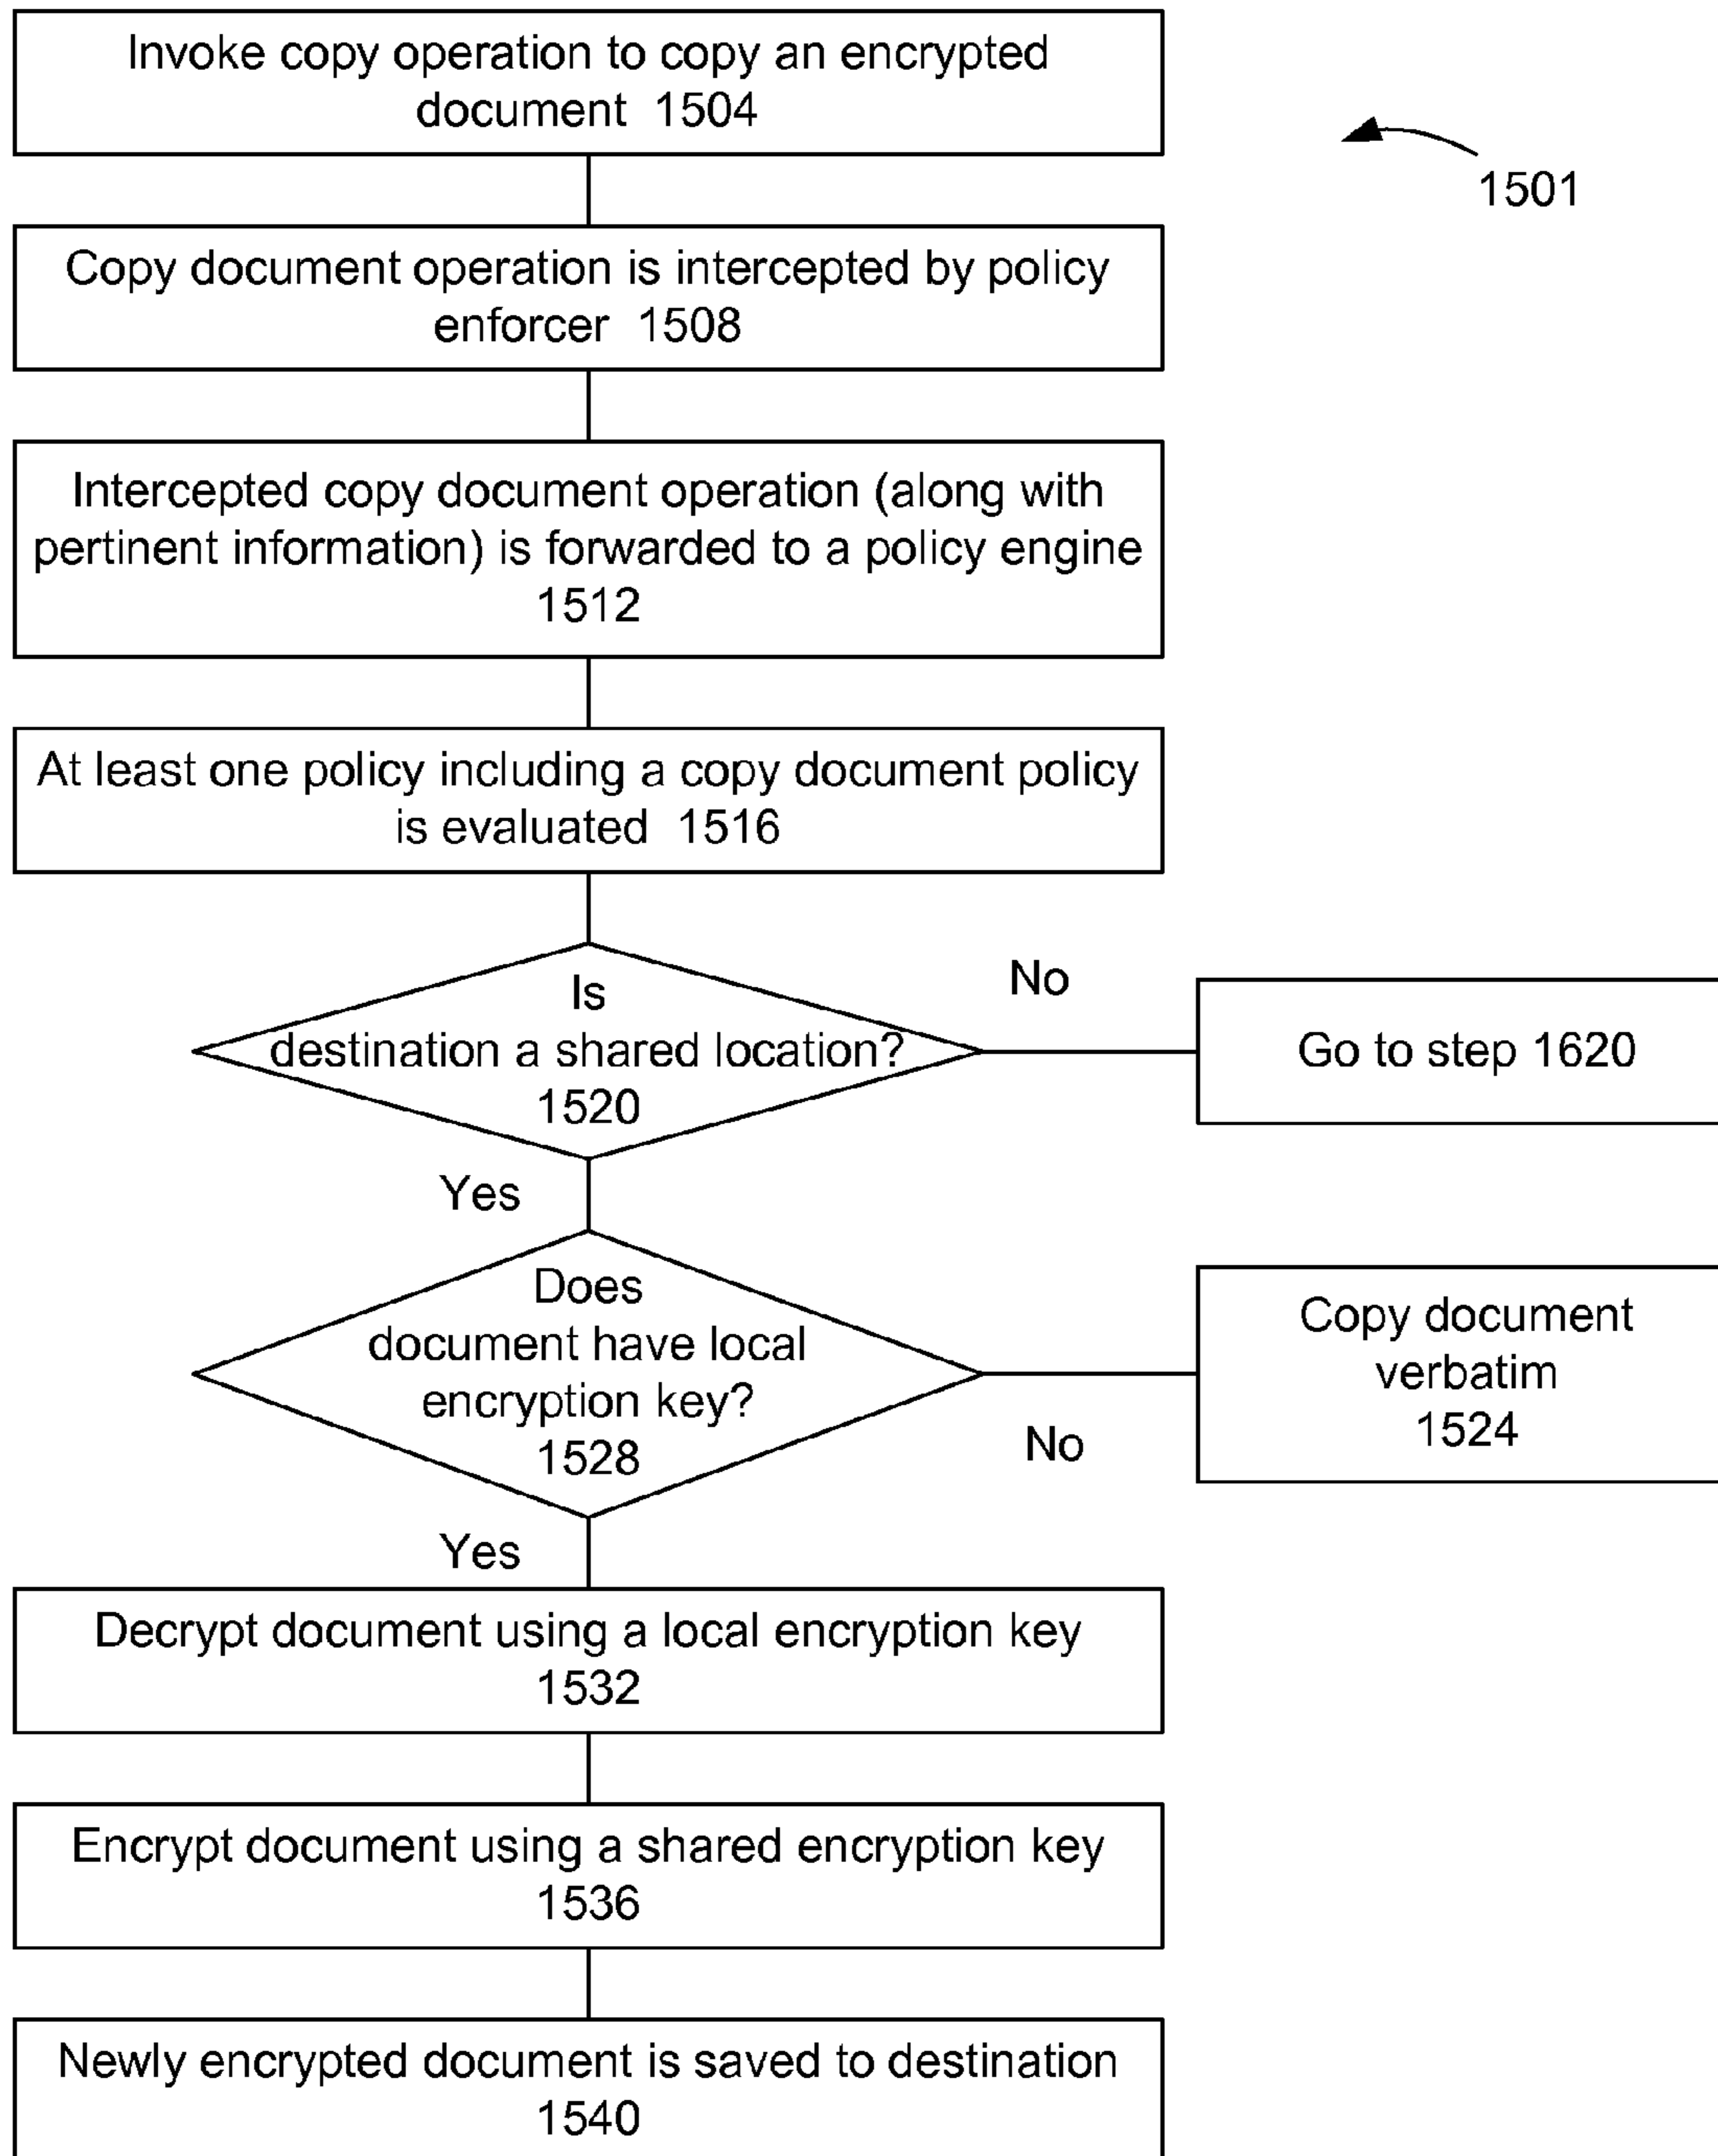 Invoke copy operation to copy an encrypted
document 1504
1501
Copy document operation is intercepted by policy
enforcer 1508
Intercepted copy document operation (along with
pertinent information) is forwarded to a policy engine
1512
At least one policy including a copy document policy
is evaluated 1516
Is
destination a shared location?
1520
No
Go to step 1620
Yes
Does
document have local
encryption key?
1528
No
Copy document
verbatim
1524
Yes
Decrypt document using a local encryption key
1532
Encrypt document using a shared encryption key
1536
Newly encrypted document is saved to destination
1540